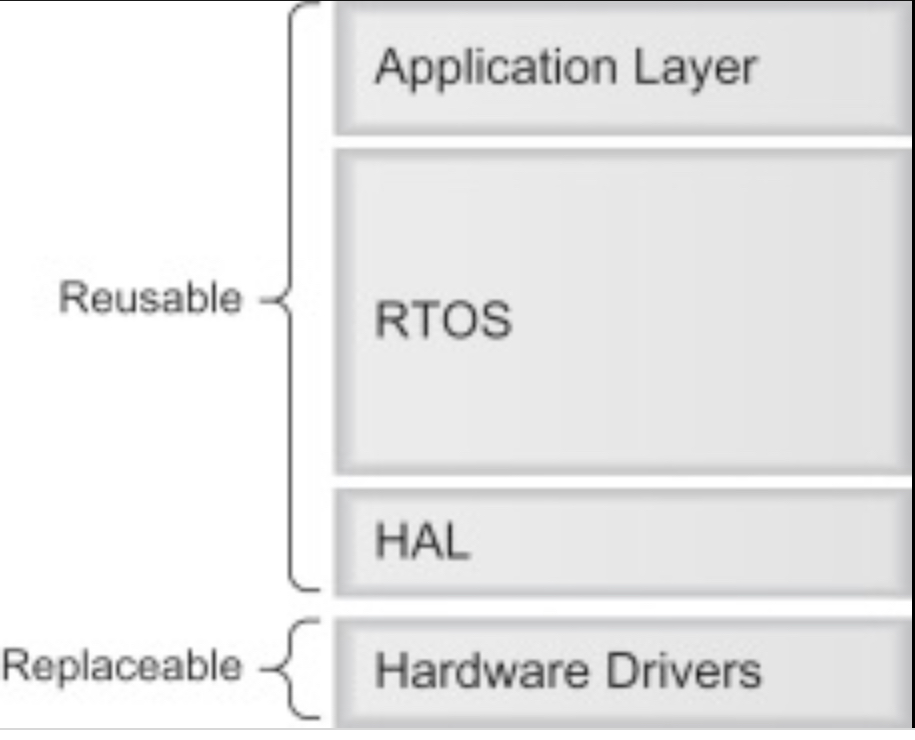 Application Layer
Reusable
RTOS
HAL
Replaceable
Hardware Drivers